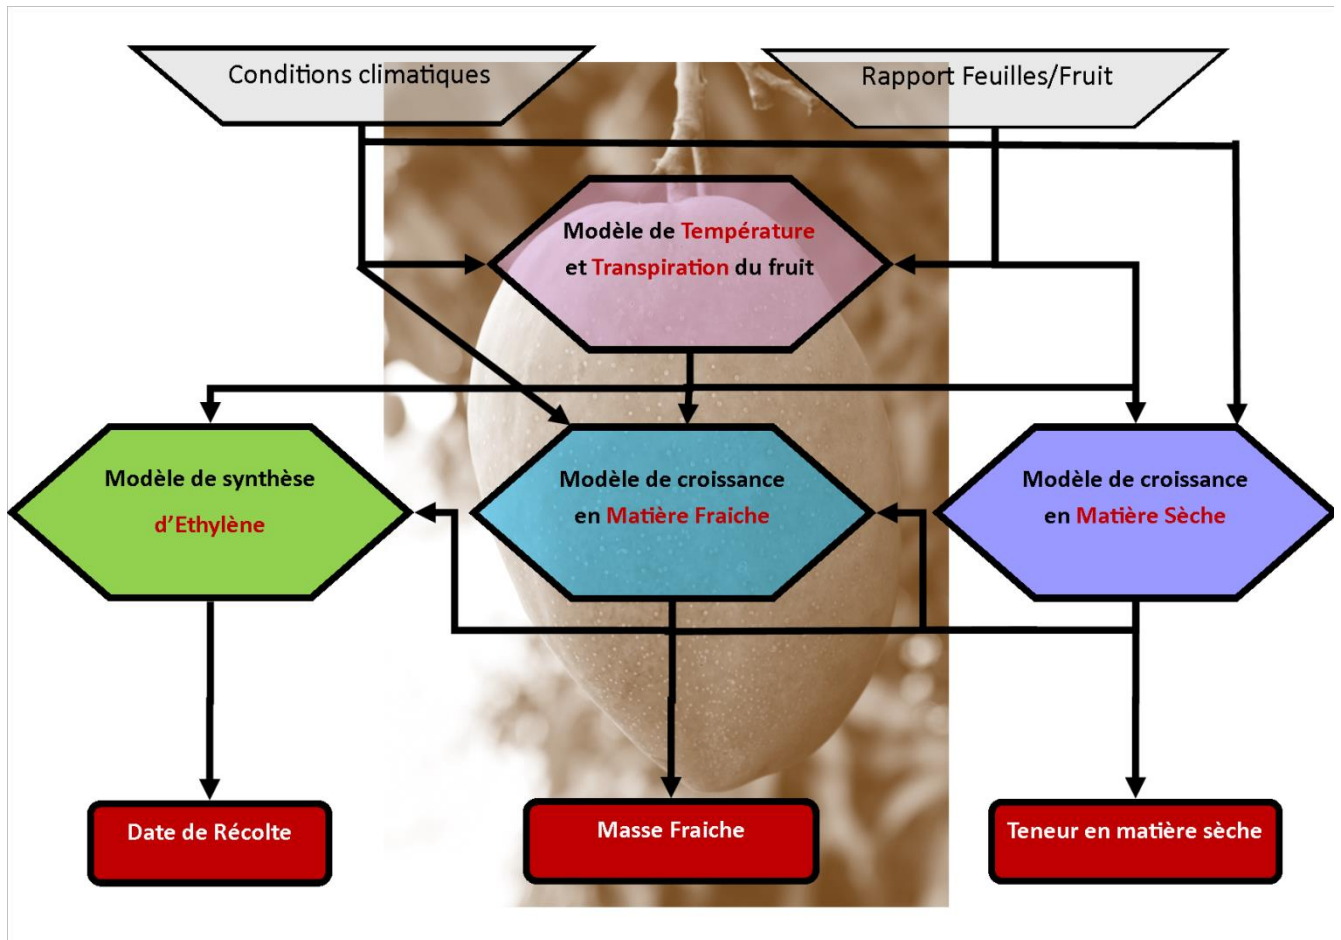 Conditions climatiques
Rapport Feuilles/Fruit
Modèle de Température
et Transpiration du fruit
Modèle de synthèse
d’Ethylène
Modèle de croissance
en Matière Fraiche
Modèle de croissance
en Matière Sèche
Date de Récolte
Masse Fraiche
Teneur en matière sèche